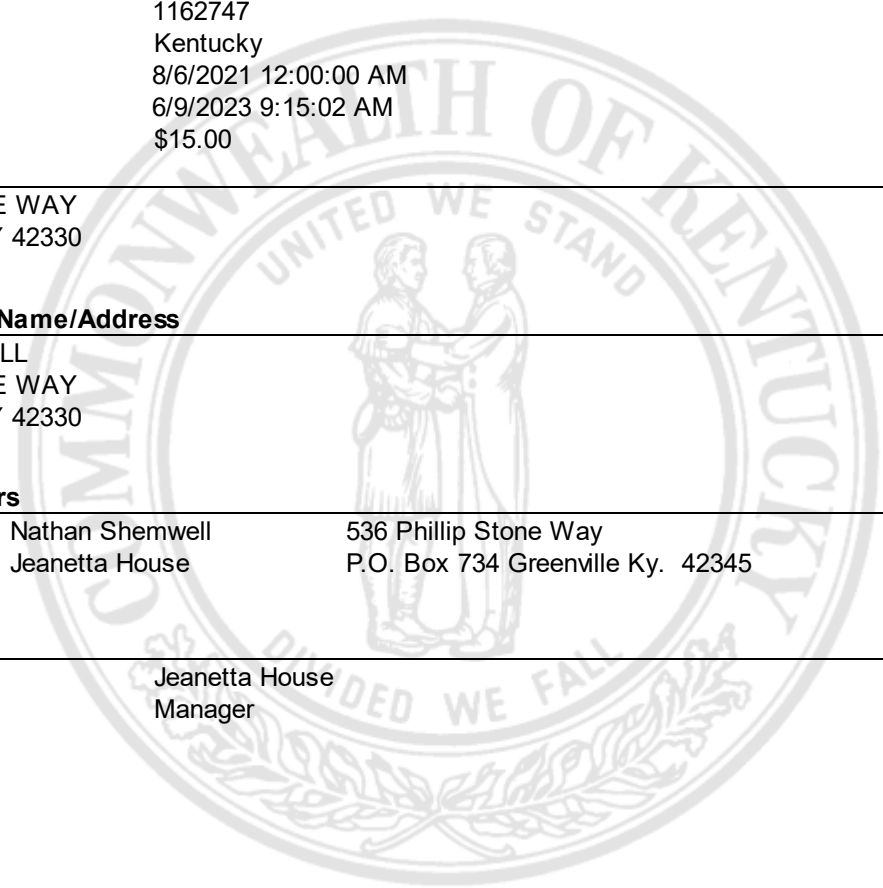 1162747
Kentucky
8/6/2021 12:00:00 AM
6/9/2023 9:15:02 AM
$15.00
E WAY
Y 42330
Name/Address
LL
E WAY
Y 42330
rs
Nathan Shemwell 536 Phillip Stone Way
Jeanetta House P.O. Box 734 Greenville Ky. 42345
Jeanetta House
Manager
COMMONWEALTH OF KENTUCKY
UNITED WE STAND
DIVIDED WE FALL